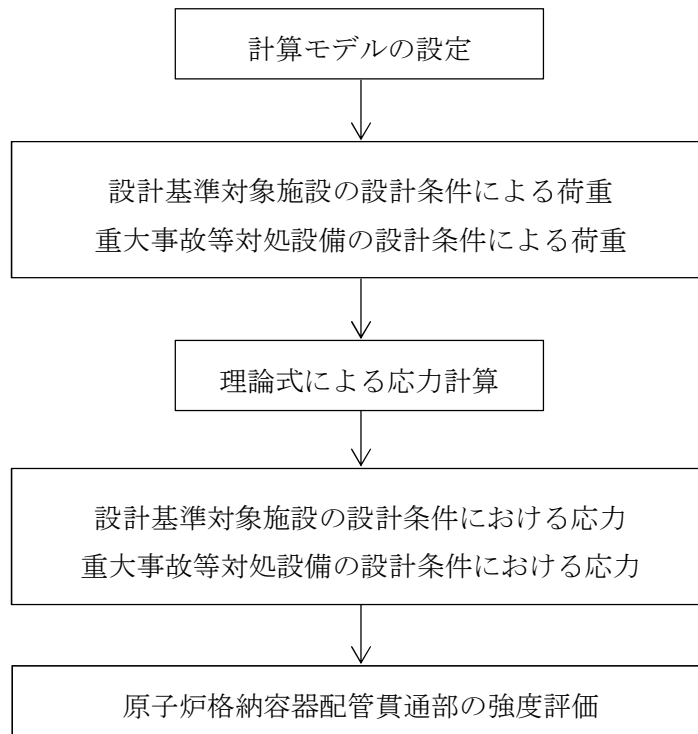 計算モデルの設定
設計基準対象施設の設計条件による荷重
重大事故等対処設備の設計条件による荷重
理論式による応力計算
設計基準対象施設の設計条件における応力
重大事故等対処設備の設計条件における応力
原子炉格納容器配管貫通部の強度評価